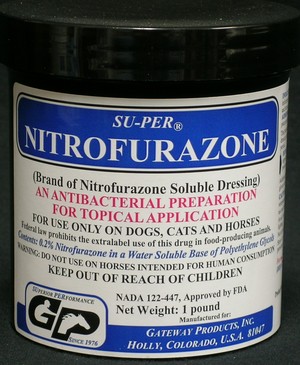 SU-PER®
NITROFURAZONE
(Brand of Nitrofurazone Soluble Dressing)
AN ANTIBACTERIAL PREPARATION
FOR TOPICAL APPLICATION
FOR USE ONLY ON DOGS, CATS AND HORSES
Federal law prohibits the extralabel use of this drug in food-producing animals.
Contents: 0.2% Nitrofurazone in a Water Soluble Base of Polyethylene Glycols
WARNING: DO NOT USE ON HORSES INTENDED FOR HUMAN CONSUMPTION
KEEP OUT OF REACH OF CHILDREN
NADA 122-447, Approved by FDA
Net Weight: 1 pound
Manufactured for:
GATEWAY PRODUCTS, INC.
HOLLY, COLORADO, U.S.A. 81047
SUPERIOR PERFORMANCE
GP
SINCE 1976